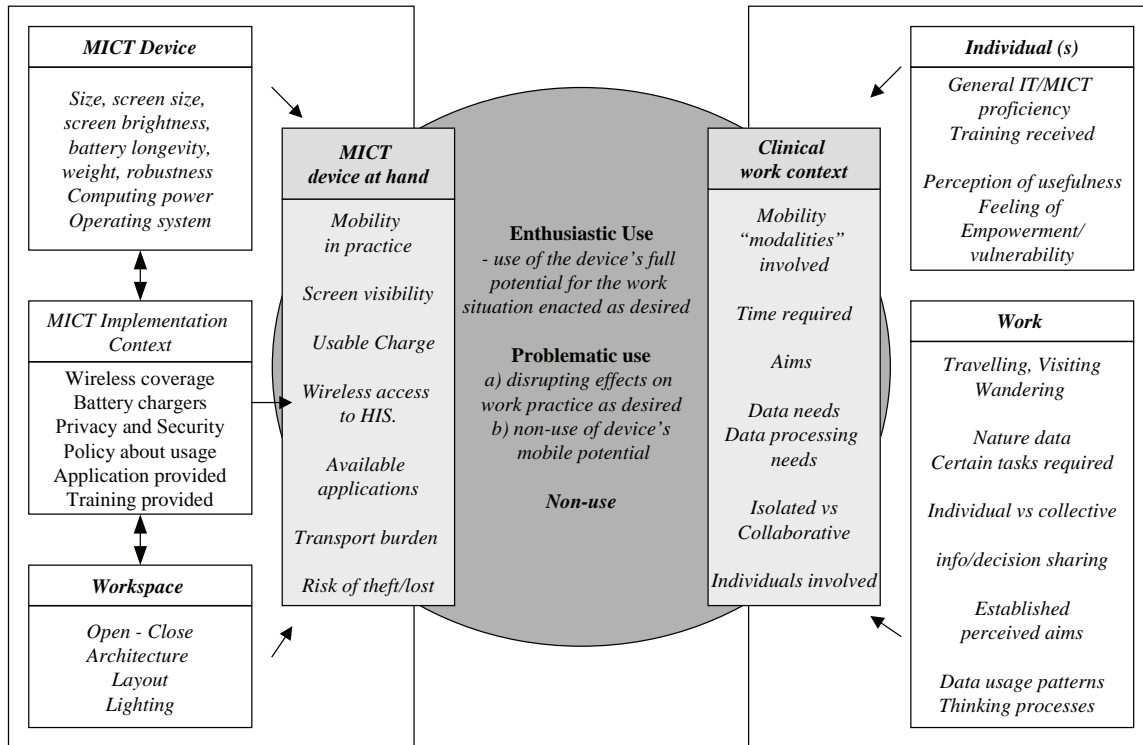 MICT Device
Size, screen size,
screen brightness,
battery longevity,
weight, robustness
Computing power
Operating system
MICT Implementation
Context
Wireless coverage
Battery chargers
Privacy and Security
Policy about usage
Application provided
Training provided
Workspace
Open - Close
Architecture
Layout
Lighting
MICT
device at hand
Mobility
in practice
Screen visibility
Usable Charge
Wireless access
to HIS.
Available
applications
Transport burden
Risk of theft/lost
Enthusiastic Use
- use of the device’s full
potential for the work
situation enacted as desired
Problematic use
a) disrupting effects on
work practice as desired
b) non-use of device’s
mobile potential
Non-use
Clinical
work context
Mobility
“modalities”
involved
Time required
Aims
Data needs
Data processing
needs
Isolated vs
Collaborative
Individuals involved
Individual (s)
General IT/MICT
proficiency
Training received
Perception of usefulness
Feeling of
Empowerment/
vulnerability
Work
Travelling, Visiting
Wandering
Nature data
Certain tasks required
Individual vs collective
info/decision sharing
Established
perceived aims
Data usage patterns
Thinking processes